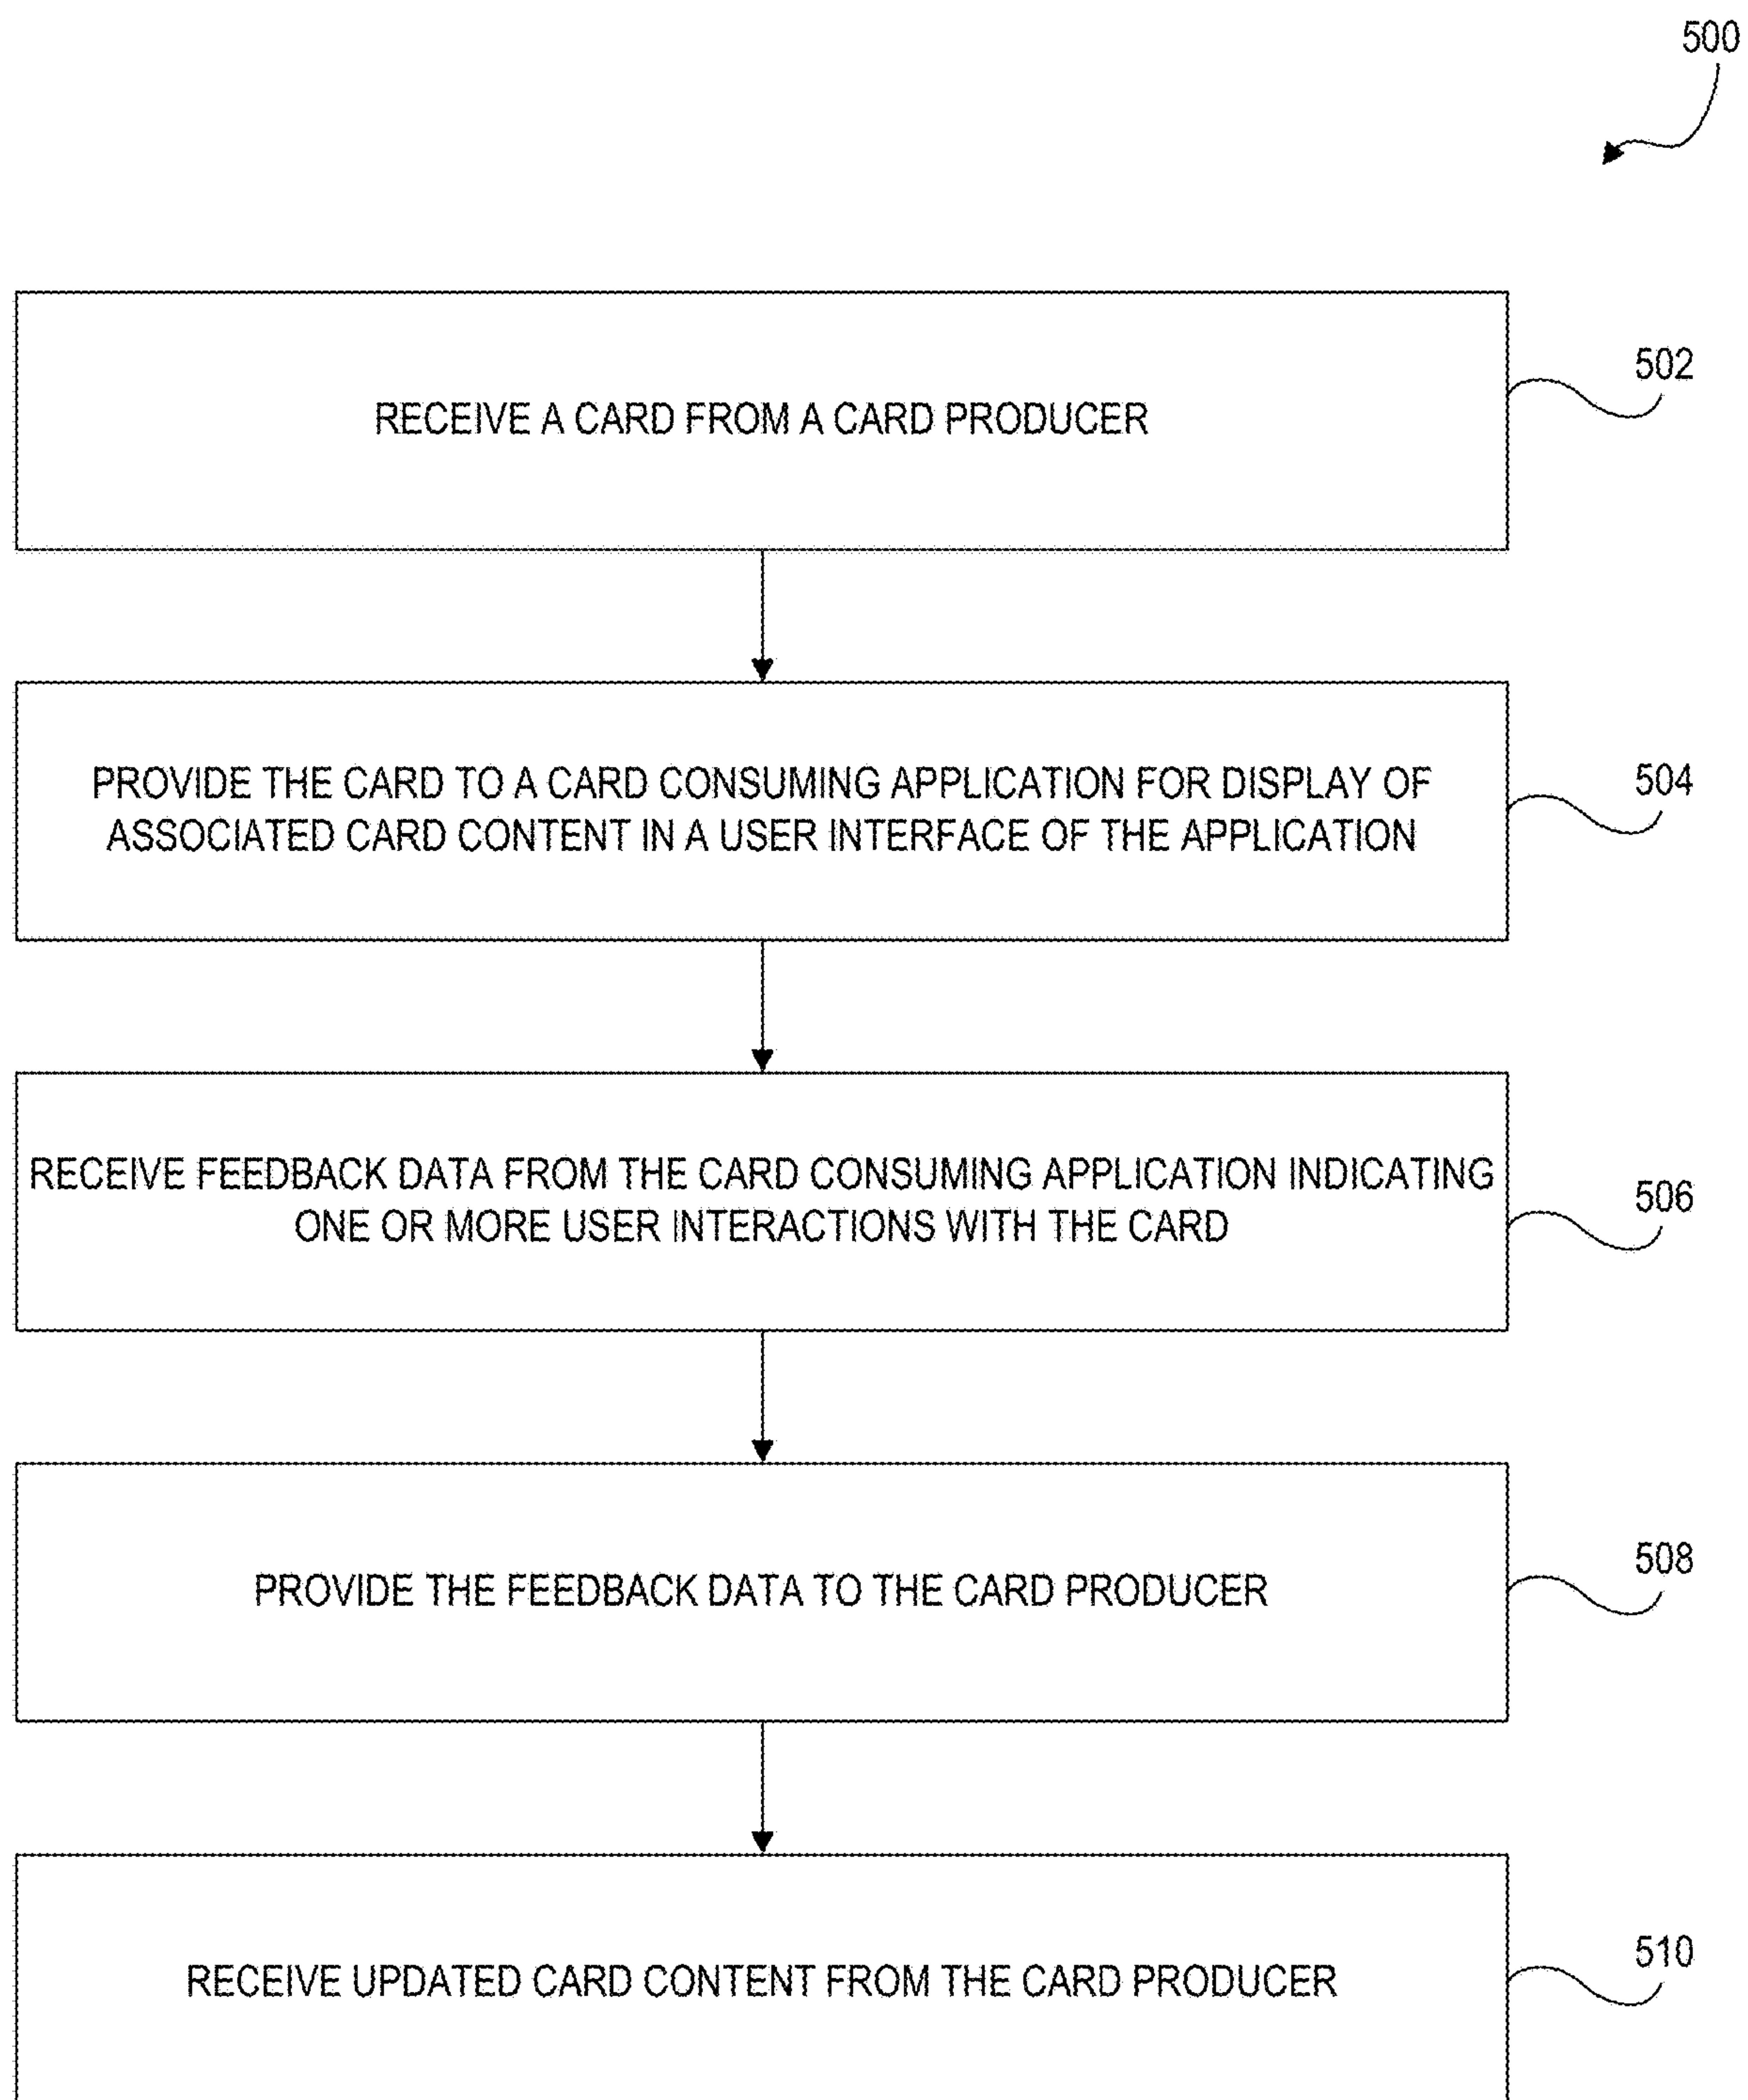 500
RECEIVE A CARD FROM A CARD PRODUCER
502
PROVIDE THE CARD TO A CARD CONSUMING APPLICATION FOR DISPLAY OF
ASSOCIATED CARD CONTENT IN A USER INTERFACE OF THE APPLICATION
504
RECEIVE FEEDBACK DATA FROM THE CARD CONSUMING APPLICATION INDICATING
ONE OR MORE USER INTERACTIONS WITH THE CARD
506
PROVIDE THE FEEDBACK DATA TO THE CARD PRODUCER
508
RECEIVE UPDATED CARD CONTENT FROM THE CARD PRODUCER
510